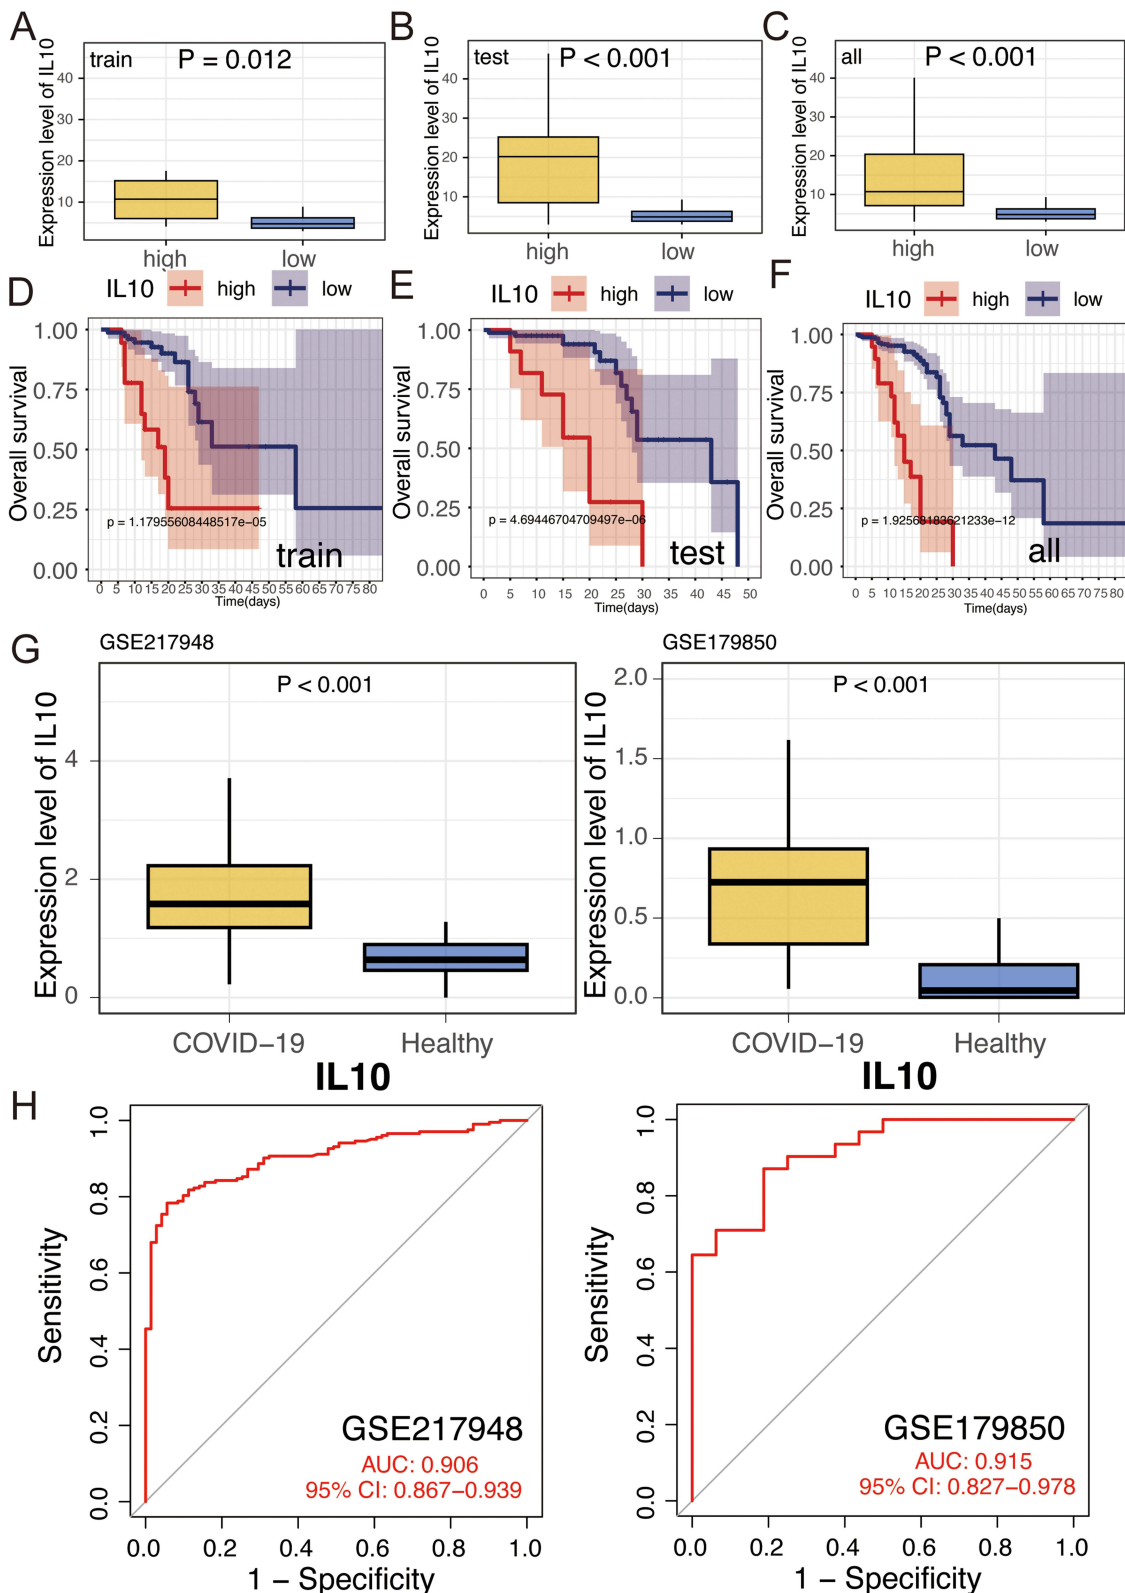 A
B
C
train
P = 0.012
test
P < 0.001
all
P < 0.001
Expression level of IL10
40
30
20
10
Expression level of IL10
40
30
20
10
Expression level of IL10
40
30
20
10
high
low
high
low
high
low
D
IL10
high
low
E
IL10
high
low
F
IL10
high
low
Overall survival
1.00
0.75
0.50
0.25
0.00
p = 1.17955608448517e−05
train
0 5 10 15 20 25 30 35 40 45 50 55 60 65 70 75 80
Time(days)
Overall survival
1.00
0.75
0.50
0.25
0.00
p = 4.69446704709497e−06
test
0 5 10 15 20 25 30 35 40 45 50
Time(days)
Overall survival
1.00
0.75
0.50
0.25
0.00
p = 1.92568183621233e−12
all
0 5 10 15 20 25 30 35 40 45 50 55 60 65 70 75 80
Time(days)
G
GSE217948
P < 0.001
Expression level of IL10
4
2
0
COVID−19
Healthy
GSE179850
P < 0.001
Expression level of IL10
2.0
1.5
1.0
0.5
0.0
COVID−19
Healthy
H
IL10
Sensitivity
1.0
0.8
0.6
0.4
0.2
0.0
GSE217948
AUC: 0.906
95% CI: 0.867−0.939
0.0 0.2 0.4 0.6 0.8 1.0
1 − Specificity
IL10
Sensitivity
1.0
0.8
0.6
0.4
0.2
0.0
GSE179850
AUC: 0.915
95% CI: 0.827−0.978
0.0 0.2 0.4 0.6 0.8 1.0
1 − Specificity